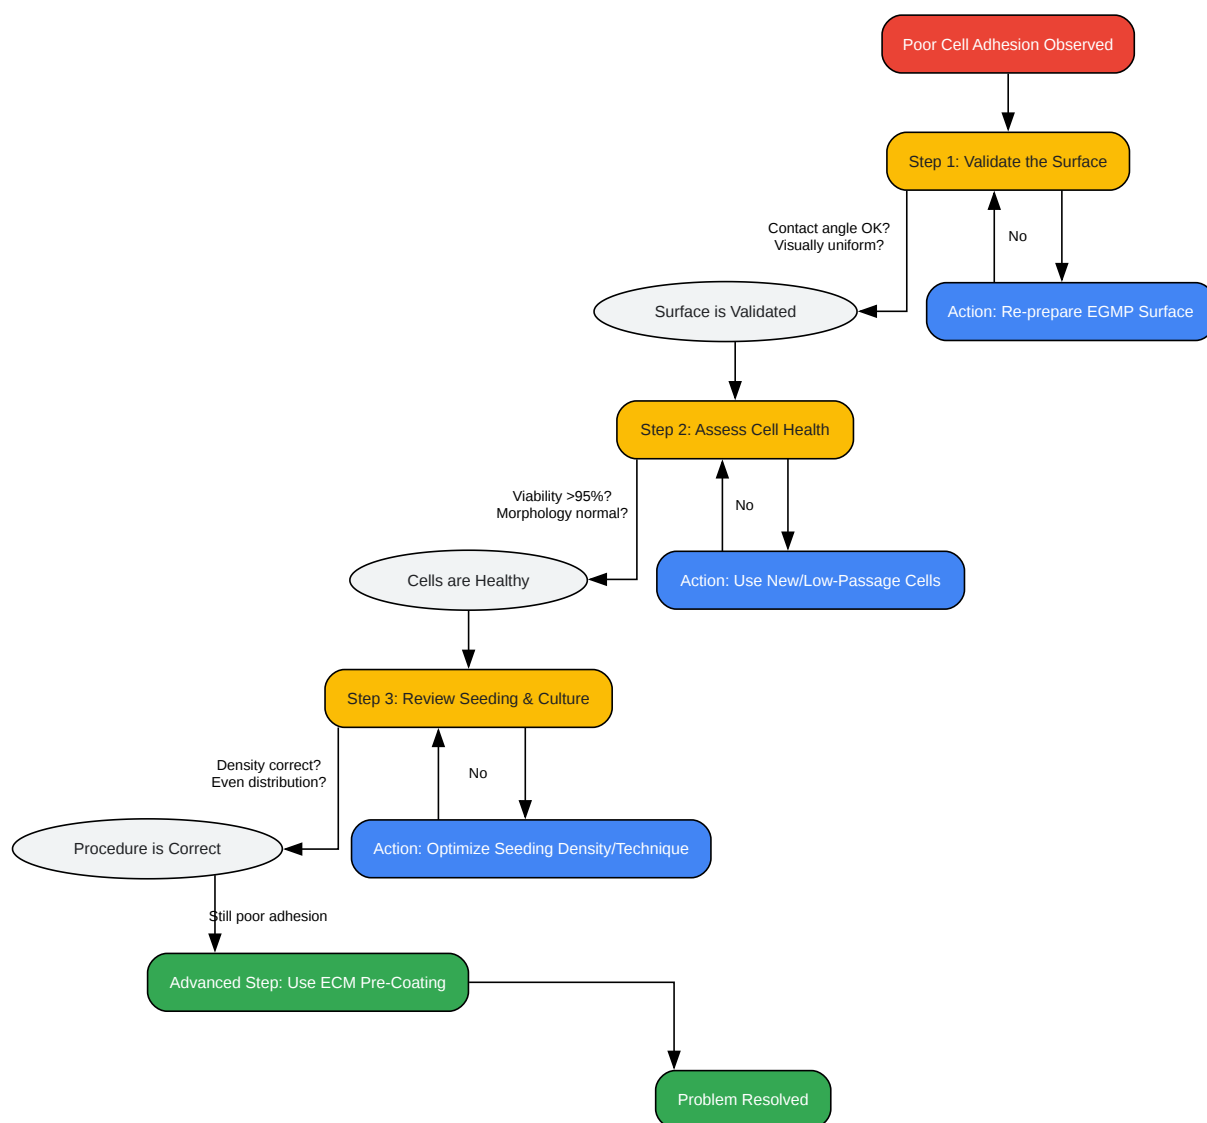 Poor Cell Adhesion Observed
Step 1: Validate the Surface
Contact angle OK?
Visually uniform?
No
Surface is Validated
Action: Re-prepare EGMP Surface
Step 2: Assess Cell Health
Viability >95%?
Morphology normal?
No
Cells are Healthy
Action: Use New/Low-Passage Cells
Step 3: Review Seeding & Culture
Density correct?
Even distribution?
No
Procedure is Correct
Action: Optimize Seeding Density/Technique
Still poor adhesion
Advanced Step: Use ECM Pre-Coating
Problem Resolved